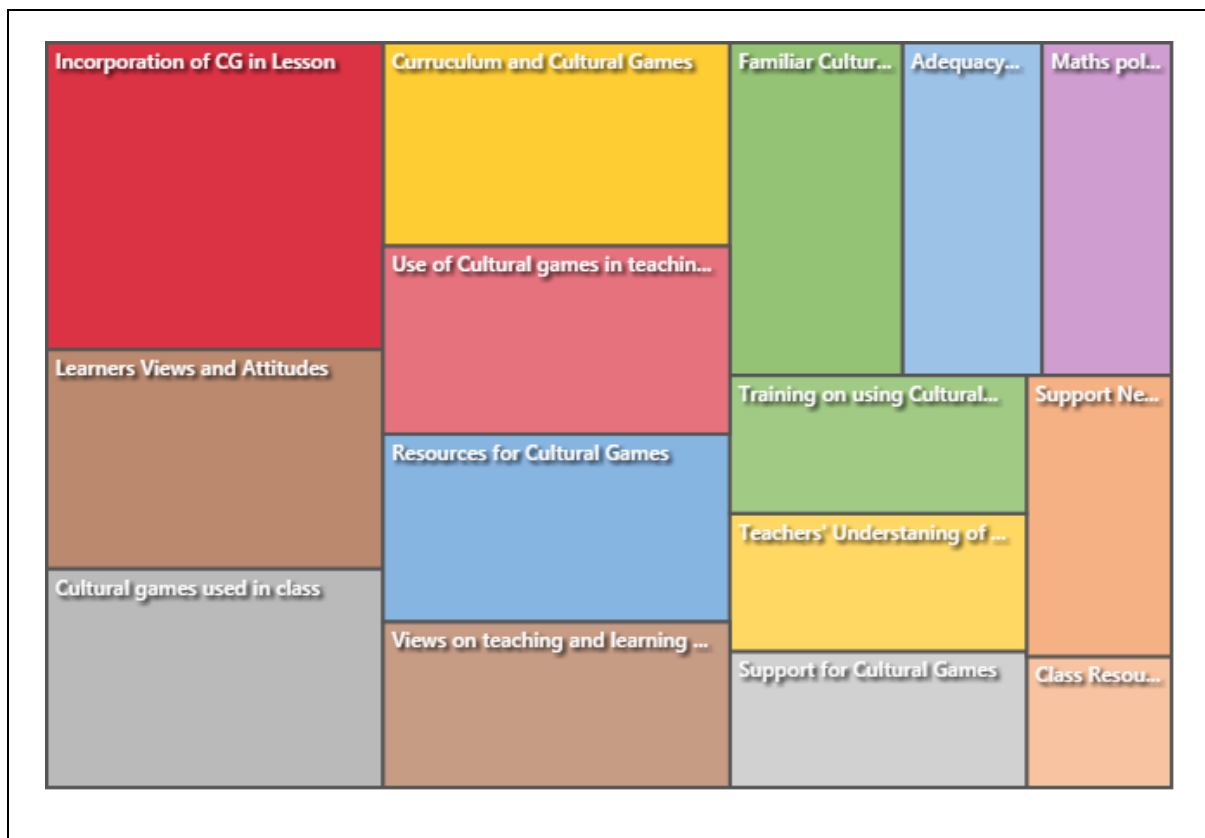 Incorporation of CG in Lesson
Learners Views and Attitudes
Cultural games used in class
Curruculum and Cultural Games
Use of Cultural games in teachin...
Resources for Cultural Games
Views on teaching and learning ...
Familiar Cultur...
Adequacy...
Maths pol...
Training on using Cultural...
Teachers' Understaning of ...
Support for Cultural Games
Support Ne...
Class Resou...